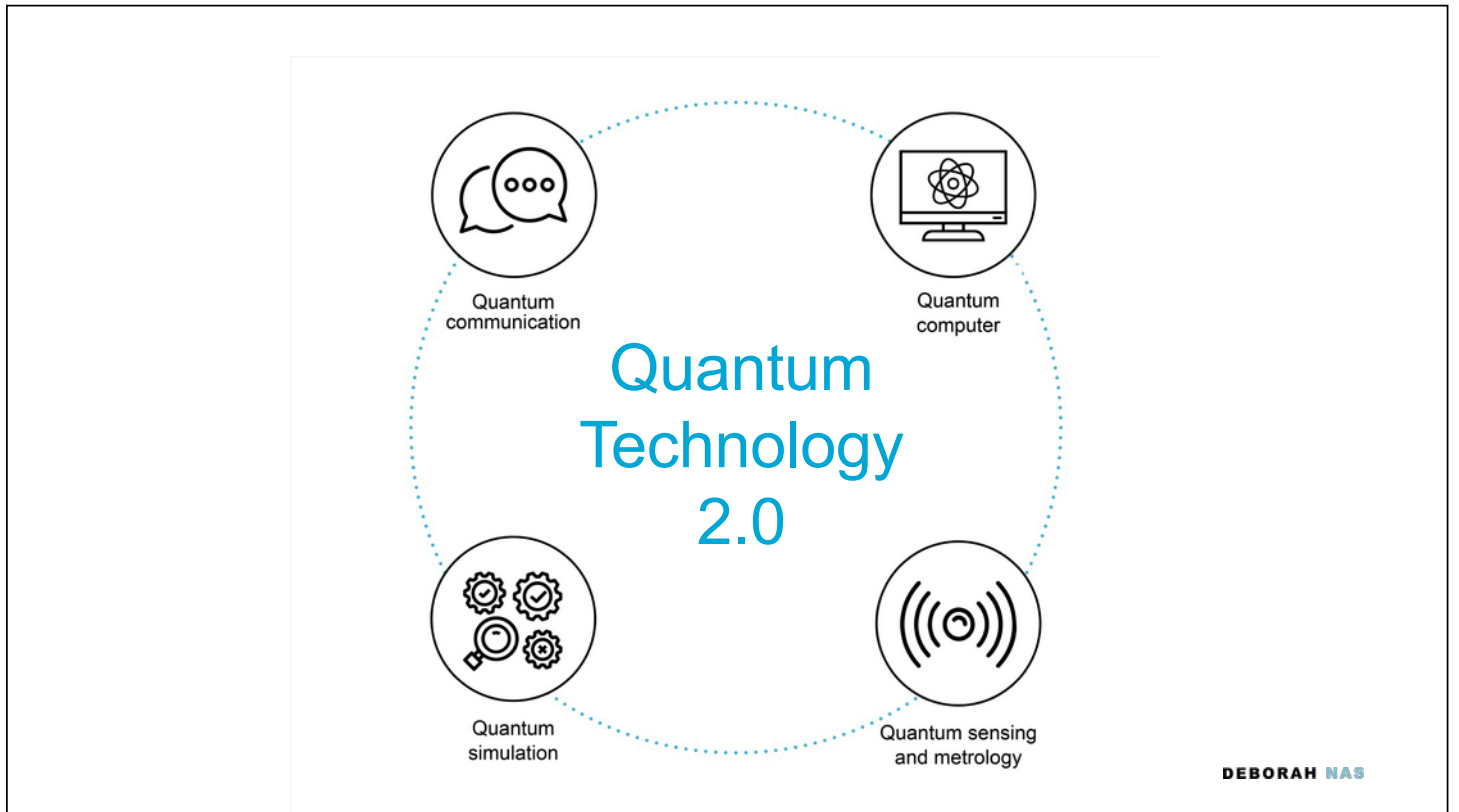 Quantum
communication
Quantum
computer
Quantum
Technology
2.0
Quantum
simulation
Quantum sensing
and metrology
DEBORAH NAS